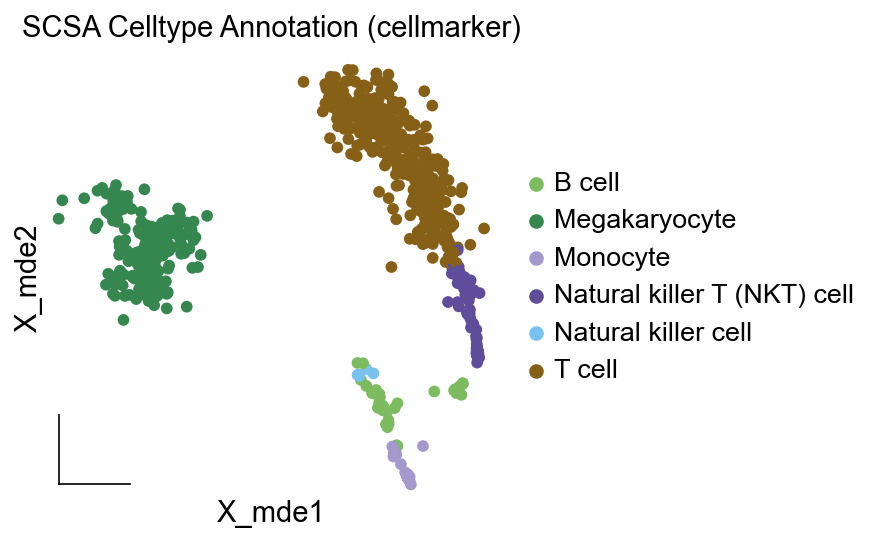 SCSA Celltype Annotation (cellmarker)
X_mde2
B cell
Megakaryocyte
Monocyte
Natural killer T (NKT) cell
Natural killer cell
T cell
X_mde1